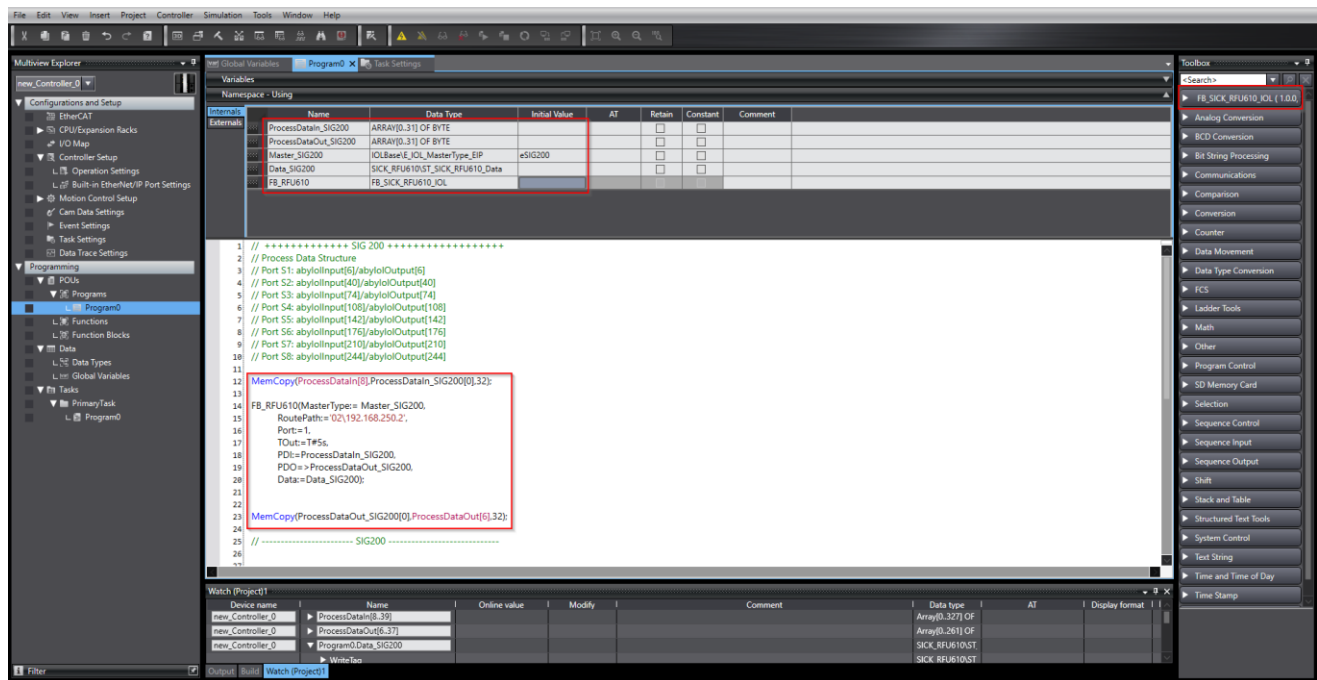 File Edit View Insert Project Controller Simulation Tools Window Help
Multiview Explorer
new_Controller_0
Configurations and Setup
EtherCAT
CPU/Expansion Racks
I/O Map
Controller Setup
Operation Settings
Built-in EtherNet/IP Port Settings
Motion Control Setup
Cam Data Settings
Event Settings
Task Settings
Data Trace Settings
Programming
POUs
Programs
Program0
Functions
Function Blocks
Data
Data Types
Global Variables
Tasks
PrimaryTask
Program0
Filter
Global Variables Program0 Task Settings
Variables
Namespace - Using
Internals
Externals
Name Data Type Initial Value AT Retain Constant Comment
ProcessDataIn_SIG200 ARRAY[0..31] OF BYTE
ProcessDataOut_SIG200 ARRAY[0..31] OF BYTE
Master_SIG200 IOLBase\E_IOL_MasterType_EIP eSIG200
Data_SIG200 SICK_RFU610\ST_SICK_RFU610_Data
FB_RFU610 FB_SICK_RFU610_IOL
1 // +++++++++++++ SIG 200 ++++++++++++++++++
2 // Process Data Structure
3 // Port S1: abyIolInput[6]/abyIolOutput[6]
4 // Port S2: abyIolInput[40]/abyIolOutput[40]
5 // Port S3: abyIolInput[74]/abyIolOutput[74]
6 // Port S4: abyIolInput[108]/abyIolOutput[108]
7 // Port S5: abyIolInput[142]/abyIolOutput[142]
8 // Port S6: abyIolInput[176]/abyIolOutput[176]
9 // Port S7: abyIolInput[210]/abyIolOutput[210]
10 // Port S8: abyIolInput[244]/abyIolOutput[244]
11
12 MemCopy(ProcessDataIn[8],ProcessDataIn_SIG200[0],32);
13
14 FB_RFU610(MasterType:= Master_SIG200,
15 RoutePath:='02\192.168.250.2',
16 Port:=1,
17 TOut:=T#5s,
18 PDI:=ProcessDataIn_SIG200,
19 PDO=>ProcessDataOut_SIG200,
20 Data:=Data_SIG200);
21
22
23 MemCopy(ProcessDataOut_SIG200[0],ProcessDataOut[6],32);
24
25 // ------------------------ SIG200 -----------------------------
26
27
Watch (Project)1
Device name Name Online value Modify Comment Data type AT Display format
new_Controller_0 ProcessDataIn[8..39] Array[0..327] OF
new_Controller_0 ProcessDataOut[6..37] Array[0..261] OF
new_Controller_0 Program0.Data_SIG200 SICK_RFU610\ST_
WriteTag SICK_RFU610\ST
Output Build Watch (Project)1
Toolbox
<Search>
FB_SICK_RFU610_IOL ( 1.0.0,
Analog Conversion
BCD Conversion
Bit String Processing
Communications
Comparison
Conversion
Counter
Data Movement
Data Type Conversion
FCS
Ladder Tools
Math
Other
Program Control
SD Memory Card
Selection
Sequence Control
Sequence Input
Sequence Output
Shift
Stack and Table
Structured Text Tools
System Control
Text String
Time and Time of Day
Time Stamp